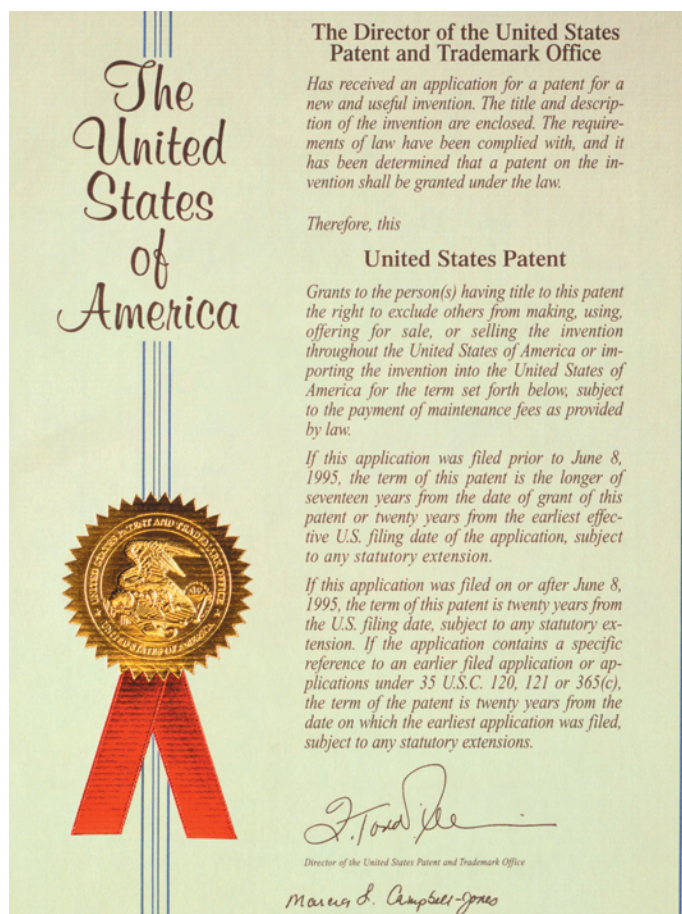 The
United
States
of
America
The Director of the United States
Patent and Trademark Office
Has received an application for a patent for a
new and useful invention. The title and descrip-
tion of the invention are enclosed. The require-
ments of law have been complied with, and it
has been determined that a patent on the in-
vention shall be granted under the law.
Therefore, this
United States Patent
Grants to the person(s) having title to this patent
the right to exclude others from making, using,
offering for sale, or selling the invention
throughout the United States of America or im-
porting the invention into the United States of
America for the term set forth below, subject
to the payment of maintenance fees as provided
by law.
If this application was filed prior to June 8,
1995, the term of this patent is the longer of
seventeen years from the date of grant of this
patent or twenty years from the earliest effec-
tive U.S. filing date of the application, subject
to any statutory extension.
If this application was filed on or after June 8,
1995, the term of this patent is twenty years from
the U.S. filing date, subject to any statutory ex-
tension. If the application contains a specific
reference to an earlier filed application or ap-
plications under 35 U.S.C. 120, 121 or 365(c),
the term of the patent is twenty years from the
date on which the earliest application was filed,
subject to any statutory extensions.
UNITED STATES PATENT AND TRADEMARK OFFICE
UNITED STATES OF AMERICA
Q. Todd
Director of the United States Patent and Trademark Office
Campbell-Jones